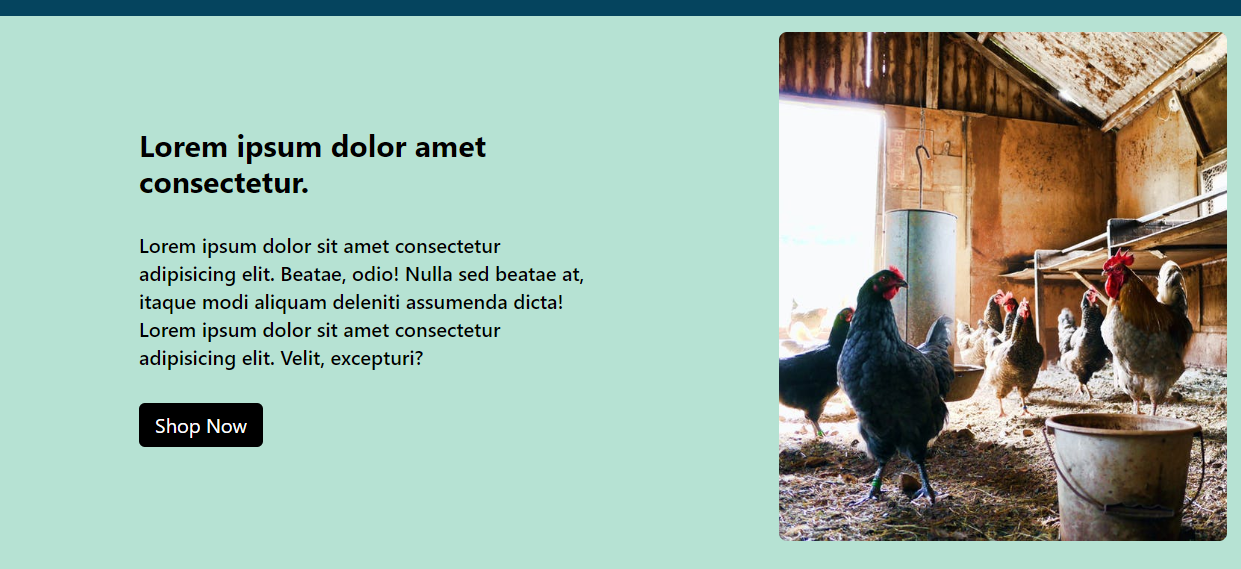 Lorem ipsum dolor amet
consectetur.
Lorem ipsum dolor sit amet consectetur
adipisicing elit. Beatae, odio! Nulla sed beatae at,
itaque modi aliquam deleniti assumenda dicta!
Lorem ipsum dolor sit amet consectetur
adipisicing elit. Velit, excepturi?
Shop Now